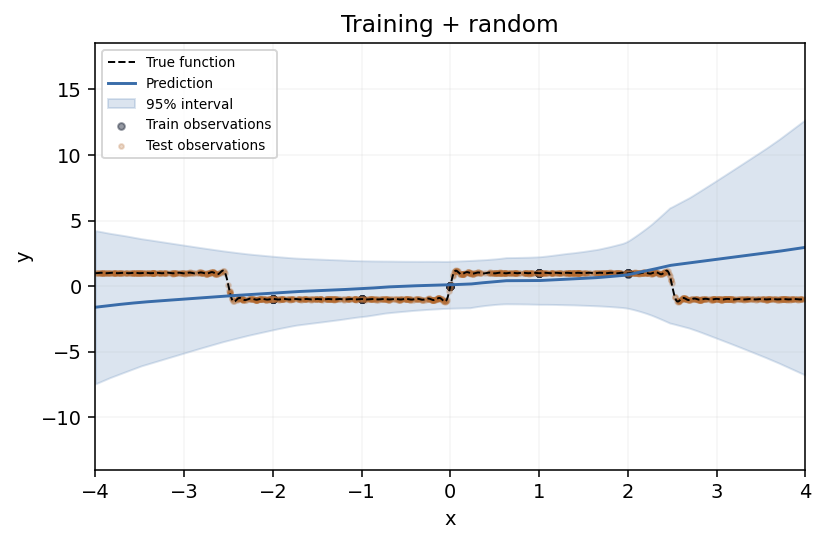 Training + random
True function
Prediction
95% interval
Train observations
Test observations
15
10
5
0
−5
−10
y
−4
−3
−2
−1
0
1
2
3
4
x